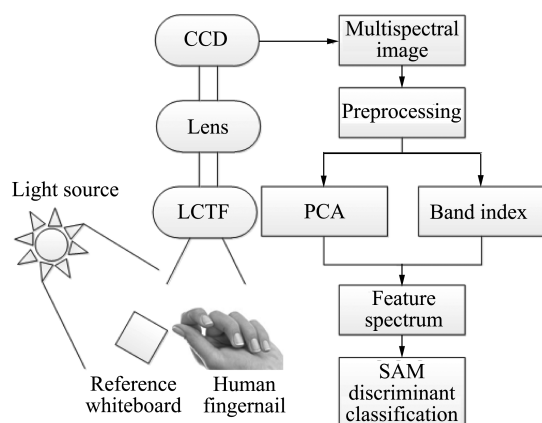 CCD
Multispectral
image
Lens
Preprocessing
Light source
LCTF
PCA
Band index
Feature
spectrum
Reference
whiteboard
Human
fingernail
SAM
discriminant
classification